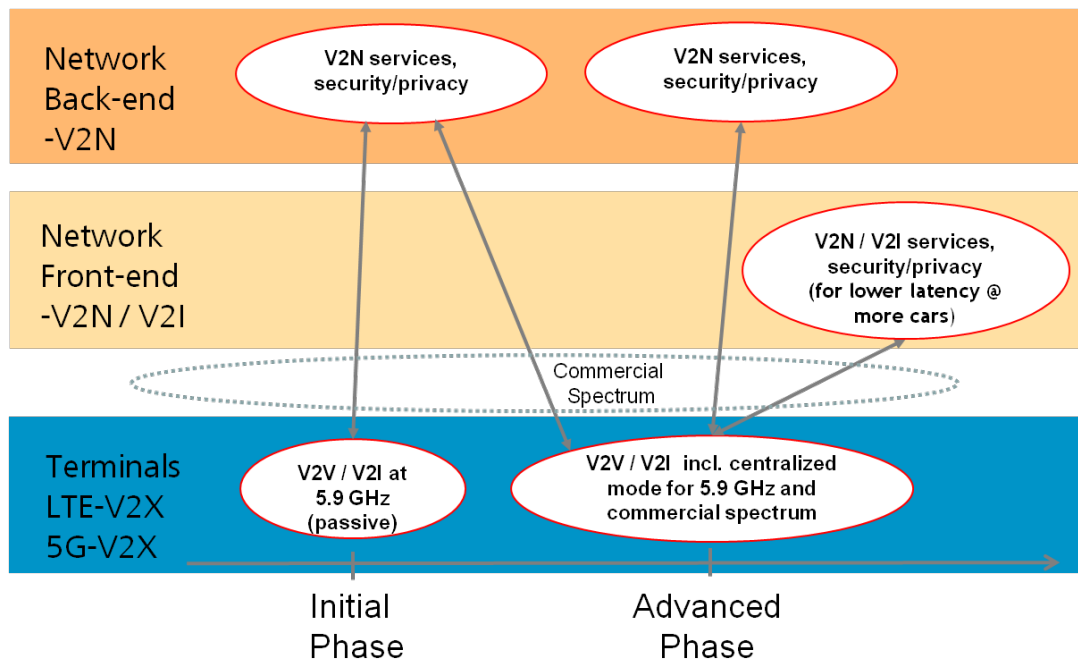 Network
Back-end
-V2N
V2N services,
security/privacy
V2N services,
security/privacy
Network
Front-end
-V2N / V2I
V2N / V2I services,
security/privacy
(for lower latency @
more cars)
Commercial
Spectrum
Terminals
LTE-V2X
5G-V2X
V2V / V2I at
5.9 GHz
(passive)
V2V / V2I incl. centralized
mode for 5.9 GHz and
commercial spectrum
Initial
Phase
Advanced
Phase